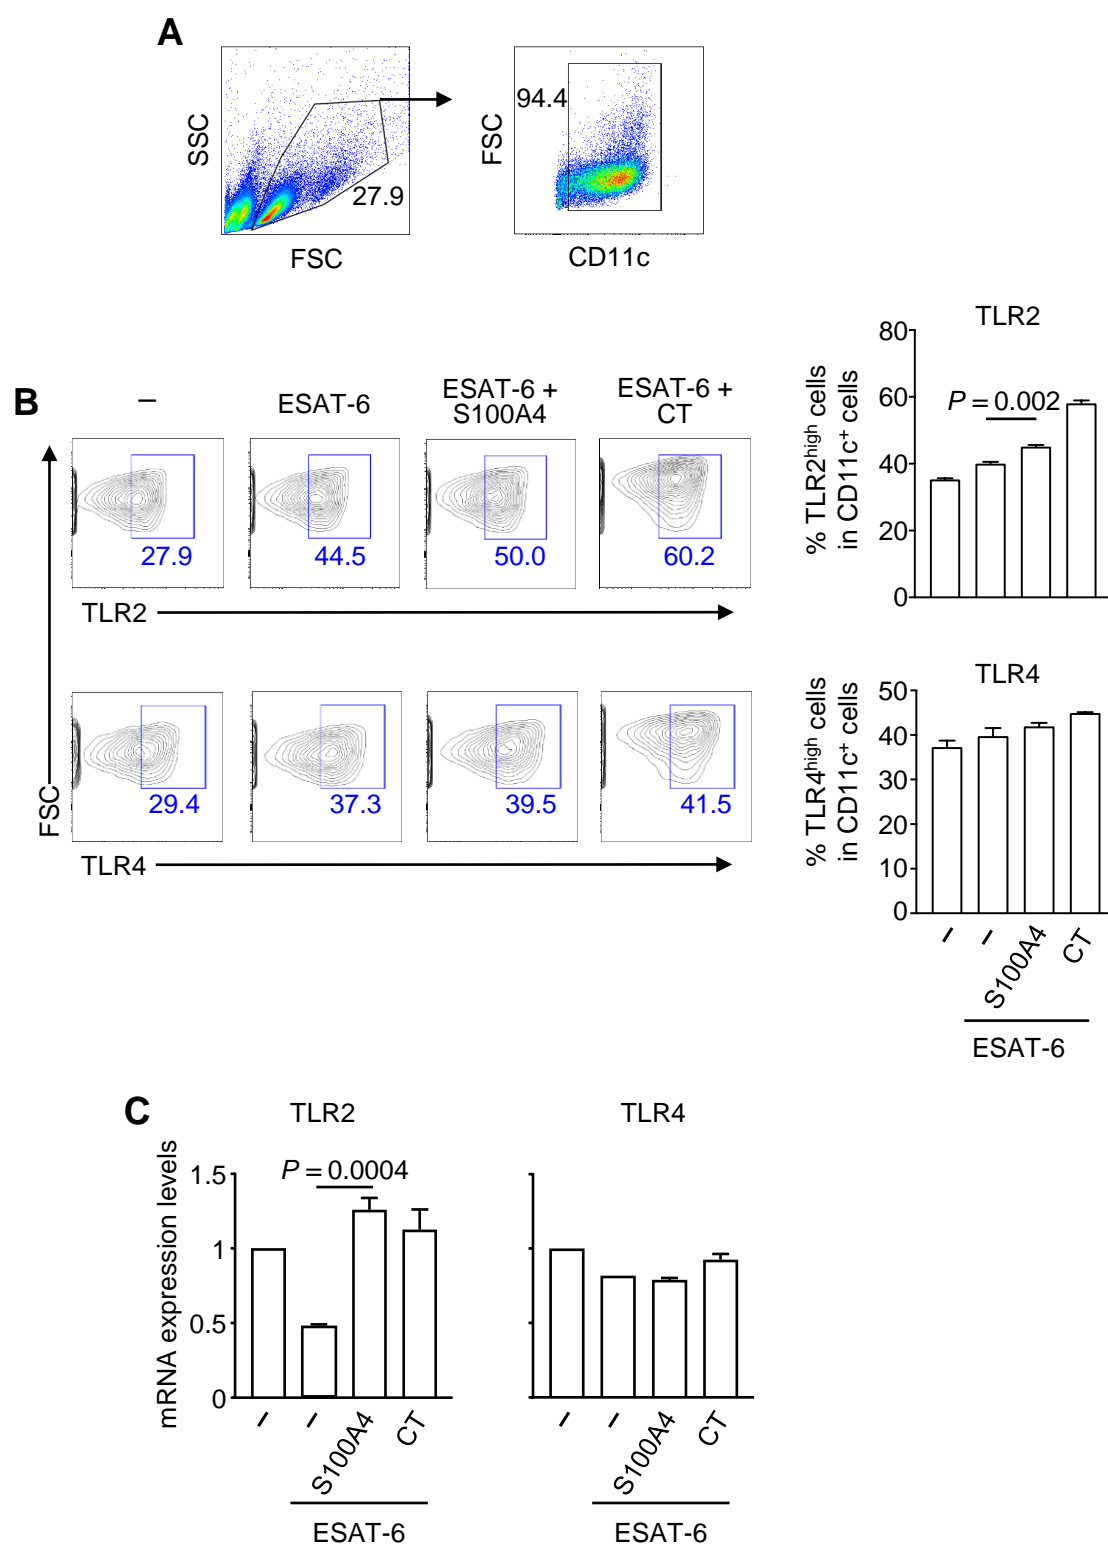 A
SSC
27.9
FSC
94.4
FSC
CD11c
B
–
ESAT-6
ESAT-6 +
S100A4
ESAT-6 +
CT
27.9
44.5
50.0
60.2
TLR2
29.4
37.3
39.5
41.5
TLR4
FSC
TLR2
% TLR2high cells
in CD11c+ cells
80
60
40
20
0
P = 0.002
TLR4
% TLR4high cells
in CD11c+ cells
50
40
30
20
10
0
–
–
S100A4
CT
ESAT-6
C
TLR2
mRNA expression levels
1.5
1
0.5
0
P = 0.0004
–
–
S100A4
CT
ESAT-6
TLR4
–
–
S100A4
CT
ESAT-6